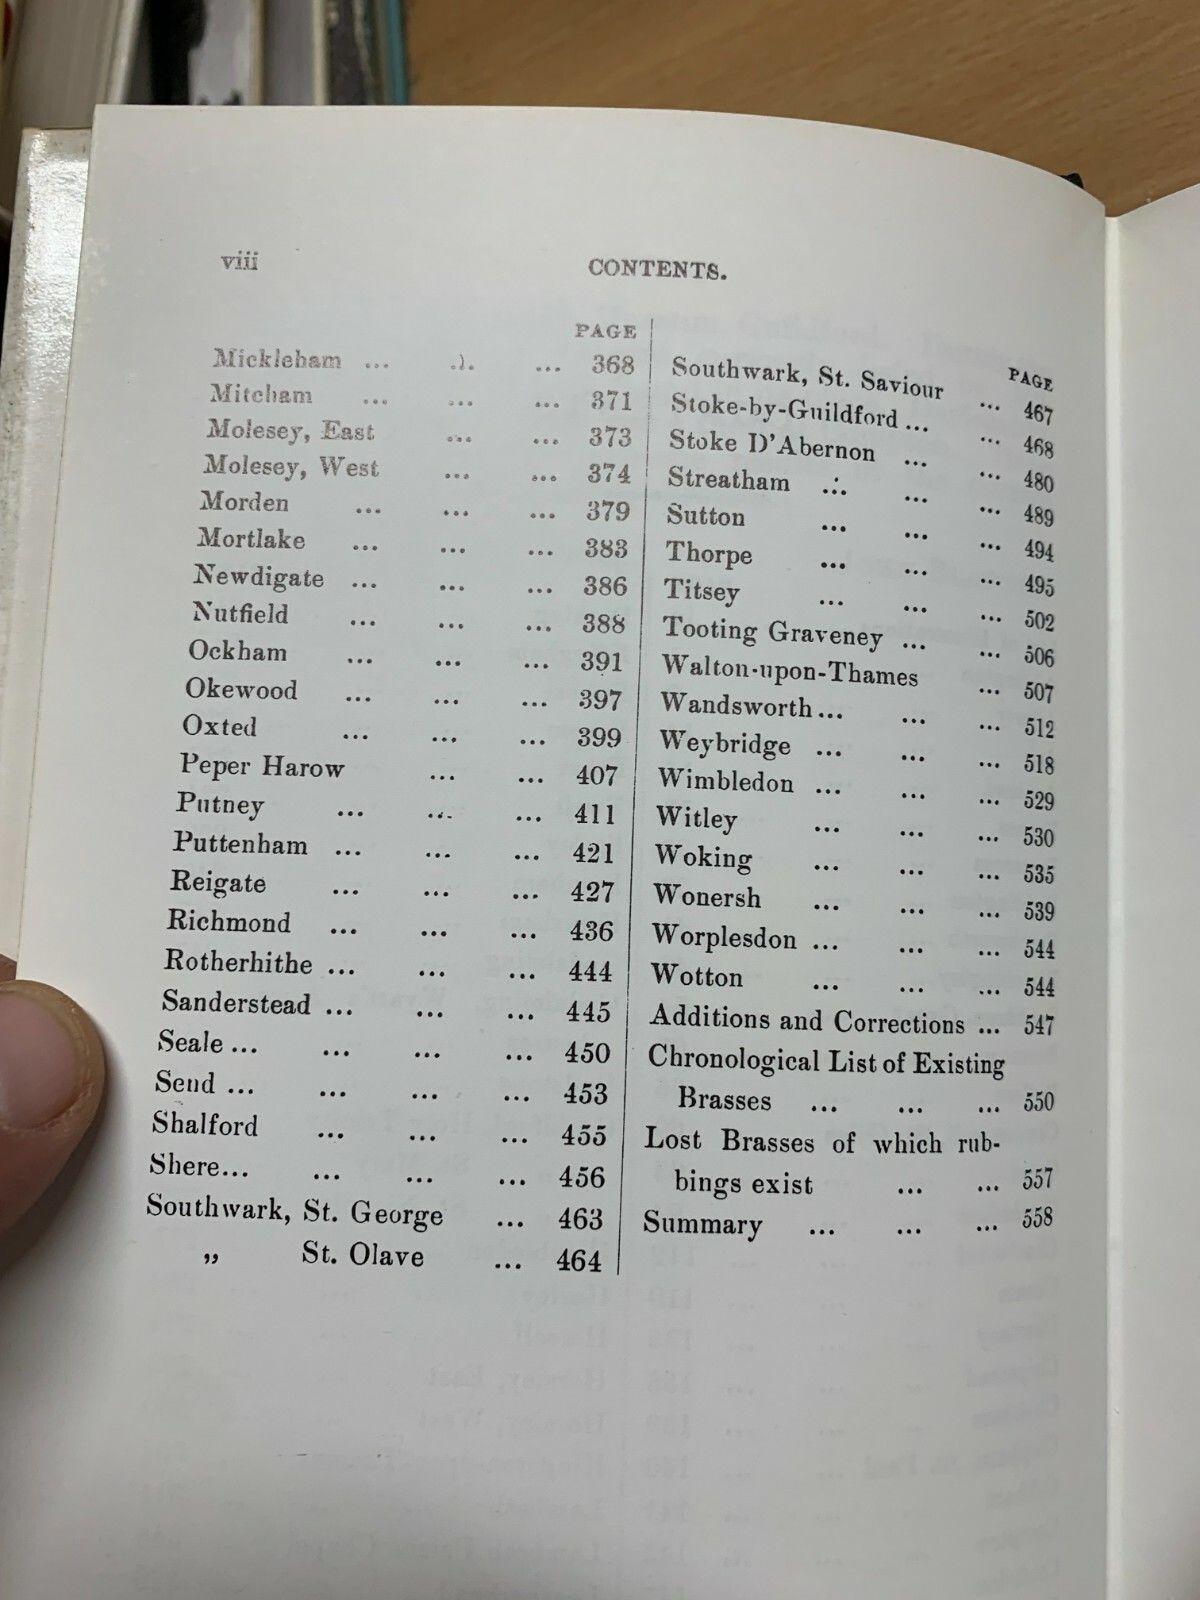 viii
CONTENTS.
PAGE
Mickleham ... ... ... 368
Mitcham ... ... ... 371
Molesey, East ... ... 373
Molesey, West ... ... 374
Morden ... ... ... 379
Mortlake ... ... ... 383
Newdigate ... ... ... 386
Nutfield ... ... ... 388
Ockham ... ... ... 391
Okewood ... ... ... 397
Oxted ... ... ... 399
Peper Harow ... ... 407
Putney ... ... ... 411
Puttenham ... ... ... 421
Reigate ... ... ... 427
Richmond ... ... ... 436
Rotherhithe ... ... ... 444
Sanderstead ... ... ... 445
Seale ... ... ... ... 450
Send ... ... ... ... 453
Shalford ... ... ... 455
Shere... ... ... ... 456
Southwark, St. George ... 463
„ St. Olave ... 464
PAGE
Southwark, St. Saviour ... 467
Stoke-by-Guildford ... ... 468
Stoke D'Abernon ... ... 480
Streatham ... ... ... 489
Sutton ... ... ... 494
Thorpe ... ... ... 495
Titsey ... ... ... 502
Tooting Graveney ... ... 506
Walton-upon-Thames ... 507
Wandsworth ... ... ... 512
Weybridge ... ... ... 518
Wimbledon ... ... ... 529
Witley ... ... ... 530
Woking ... ... ... 535
Wonersh ... ... ... 539
Worplesdon ... ... ... 544
Wotton ... ... ... 544
Additions and Corrections ... 547
Chronological List of Existing
Brasses ... ... ... 550
Lost Brasses of which rub-
bings exist ... ... 557
Summary ... ... ... 558